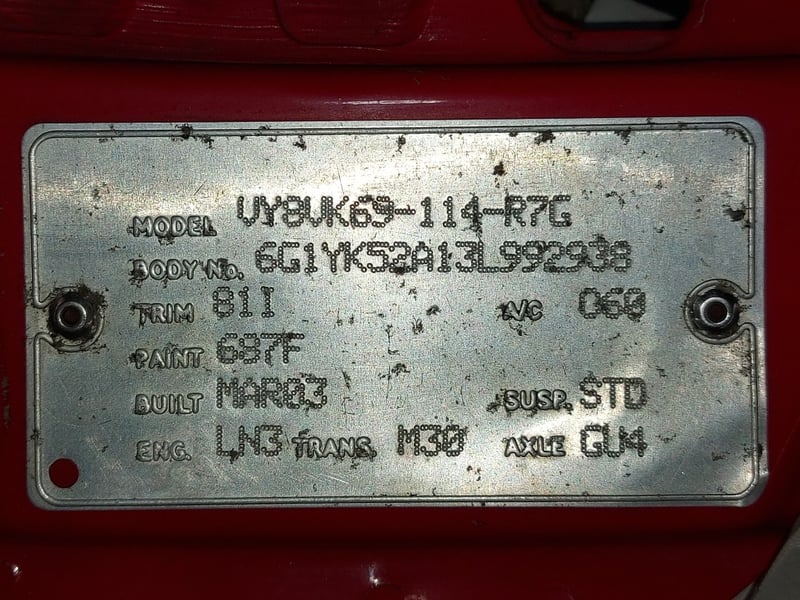 MODEL VY8VK69-114-R7G
BODY No. 6G1YK52A13L992938
TRIM 81I A/C C60
PAINT 687F
BUILT MAR03 SUSP. STD
ENG. LN3 TRANS. M30 AXLE GU4